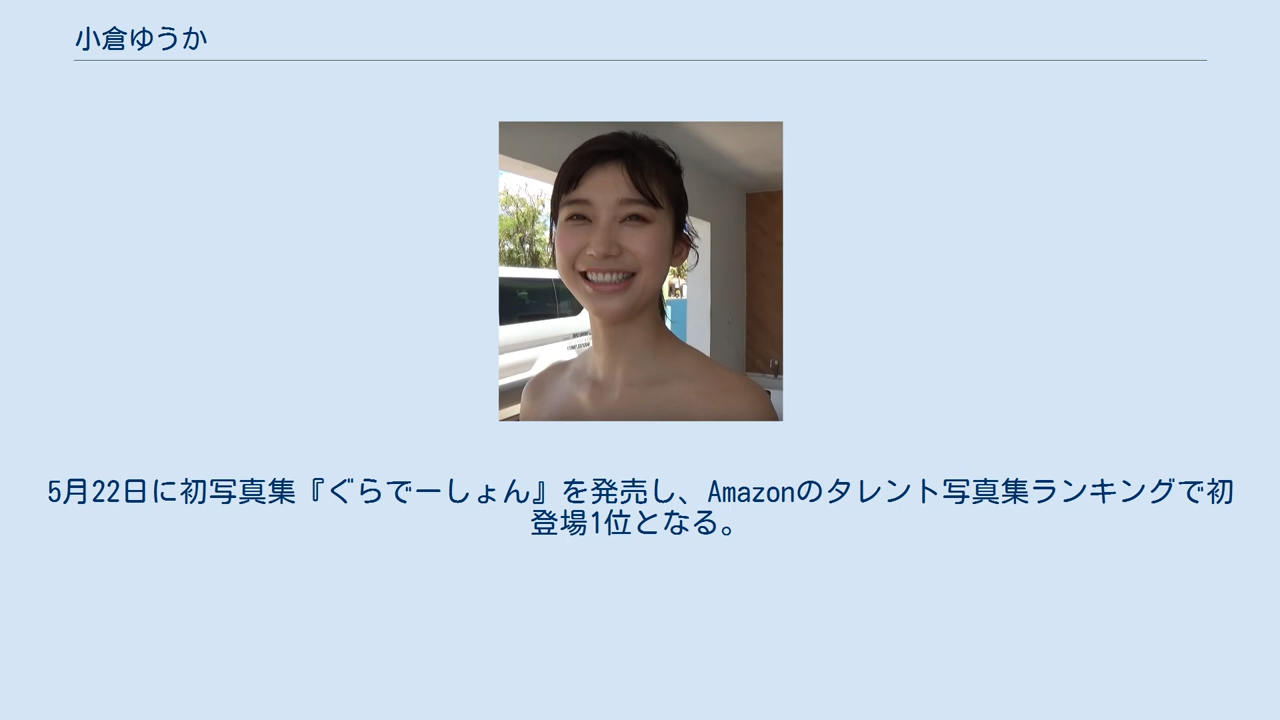 小倉ゆうか
5月22日に初写真集『ぐらでーしょん』を発売し、Amazonのタレント写真集ランキングで初
登場1位となる。